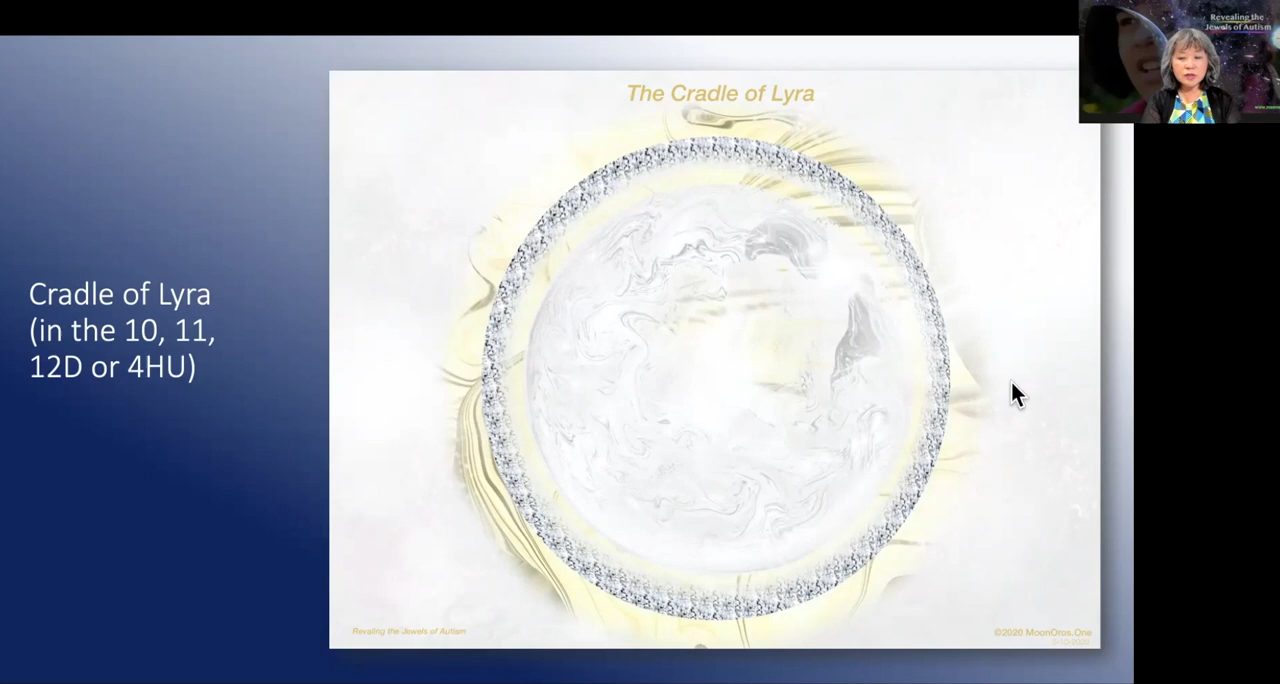 Revealing the
Jewels of Autism
The Cradle of Lyra
Cradle of Lyra
(in the 10, 11,
12D or 4HU)
Revaling the Jewels of Autism
©2020 MoonOros.One